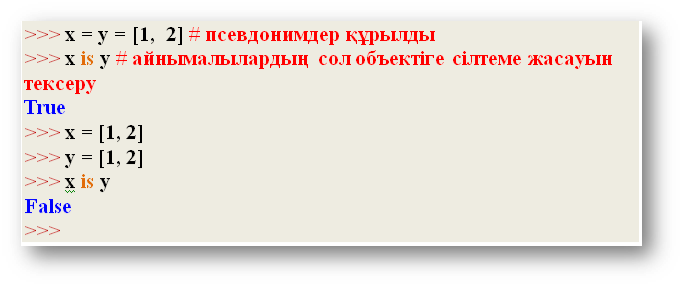 >>> x = y = [1,  2] # псевдонимдер құрылды
>>> x is y # айнымалылардың  сол объектіге сілтеме жасауын
тексеру
True
>>> x = [1, 2]
>>> y = [1, 2]
>>> x is y
False
>>>